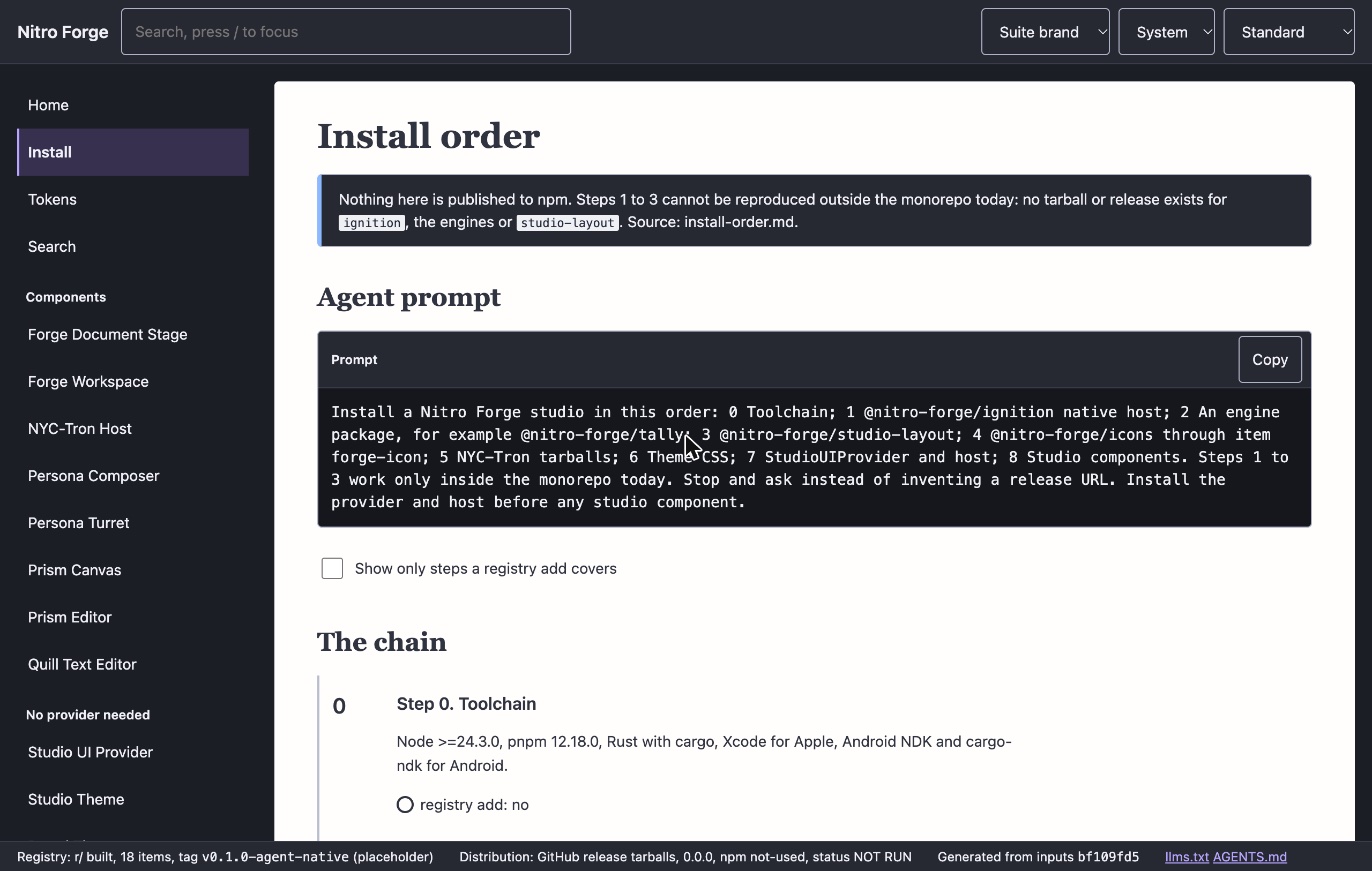 Nitro Forge
Search, press / to focus
Suite brand
System
Standard
Home
Install
Tokens
Search
Components
Forge Document Stage
Forge Workspace
NYC-Tron Host
Persona Composer
Persona Turret
Prism Canvas
Prism Editor
Quill Text Editor
No provider needed
Studio UI Provider
Studio Theme
Install order
Nothing here is published to npm. Steps 1 to 3 cannot be reproduced outside the monorepo today: no tarball or release exists for
ignition, the engines or studio-layout. Source: install-order.md.
Agent prompt
Prompt
Copy
Install a Nitro Forge studio in this order: 0 Toolchain; 1 @nitro-forge/ignition native host; 2 An engine
package, for example @nitro-forge/tally; 3 @nitro-forge/studio-layout; 4 @nitro-forge/icons through item
forge-icon; 5 NYC-Tron tarballs; 6 Theme CSS; 7 StudioUIProvider and host; 8 Studio components. Steps 1 to
3 work only inside the monorepo today. Stop and ask instead of inventing a release URL. Install the
provider and host before any studio component.
Show only steps a registry add covers
The chain
0
Step 0. Toolchain
Node >=24.3.0, pnpm 12.18.0, Rust with cargo, Xcode for Apple, Android NDK and cargo-
ndk for Android.
registry add: no
Registry: r/ built, 18 items, tag v0.1.0-agent-native (placeholder)
Distribution: GitHub release tarballs, 0.0.0, npm not-used, status NOT RUN
Generated from inputs bf109fd5
llms.txt AGENTS.md